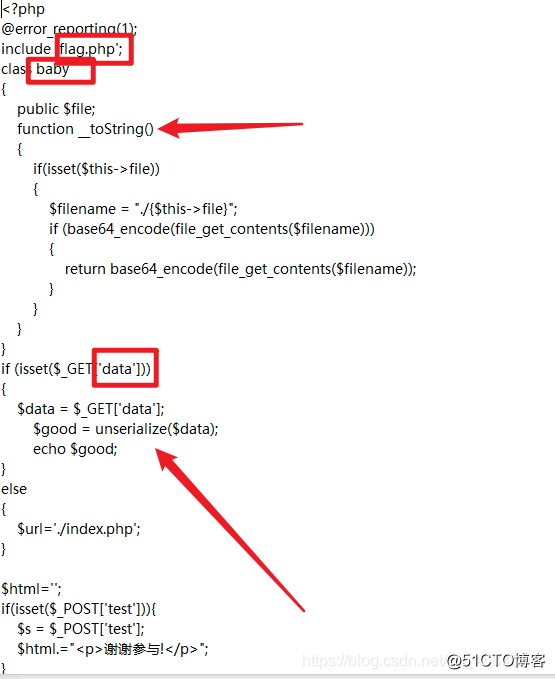 <?php
@error_reporting(1);
include 'flag.php';
class baby
{
public $file;
function __toString()
{
if(isset($this->file))
{
$filename = "./{$this->file}";
if (base64_encode(file_get_contents($filename)))
{
return base64_encode(file_get_contents($filename));
}
}
}
}
if (isset($_GET['data']))
{
$data = $_GET['data'];
$good = unserialize($data);
echo $good;
}
else
{
$url='./index.php';
}
$html='';
if(isset($_POST['test'])){
$s = $_POST['test'];
$html.="<p>谢谢参与!</p>";
}
https://blog.csdn.net/
@51CTO博客